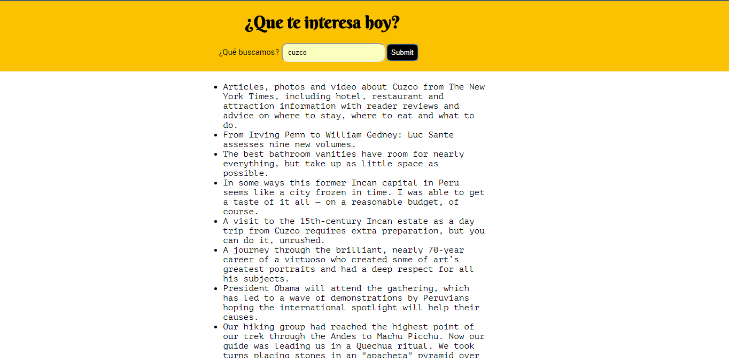 ¿Que te interesa hoy?
¿Qué buscamos? cuzco Submit
Articles, photos and video about Cuzco from The New
York Times, including hotel, restaurant and
attraction information with reader reviews and
advice on where to stay, where to eat and what to
do.
From Irving Penn to William Gedney: Luc Sante
assesses nine new volumes.
The best bathroom vanities have room for nearly
everything, but take up as little space as
possible.
In some ways this former Incan capital in Peru
seems like a city frozen in time. I was able to get
a taste of it all — on a reasonable budget, of
course.
A visit to the 15th-century Incan estate as a day
trip from Cuzco requires extra preparation, but you
can do it, unrushed.
A journey through the brilliant, nearly 70-year
career of a virtuoso who created some of art's
greatest portraits and had a deep respect for all
his subjects.
President Obama will attend the gathering, which
has led to a wave of demonstrations by Peruvians
hoping the international spotlight will help their
causes.
Our hiking group had reached the highest point of
our trek through the Andes to Machu Picchu. Now our
guide was leading us in a Quechua ritual. We took
turns placing stones in an "apacheta" pyramid over